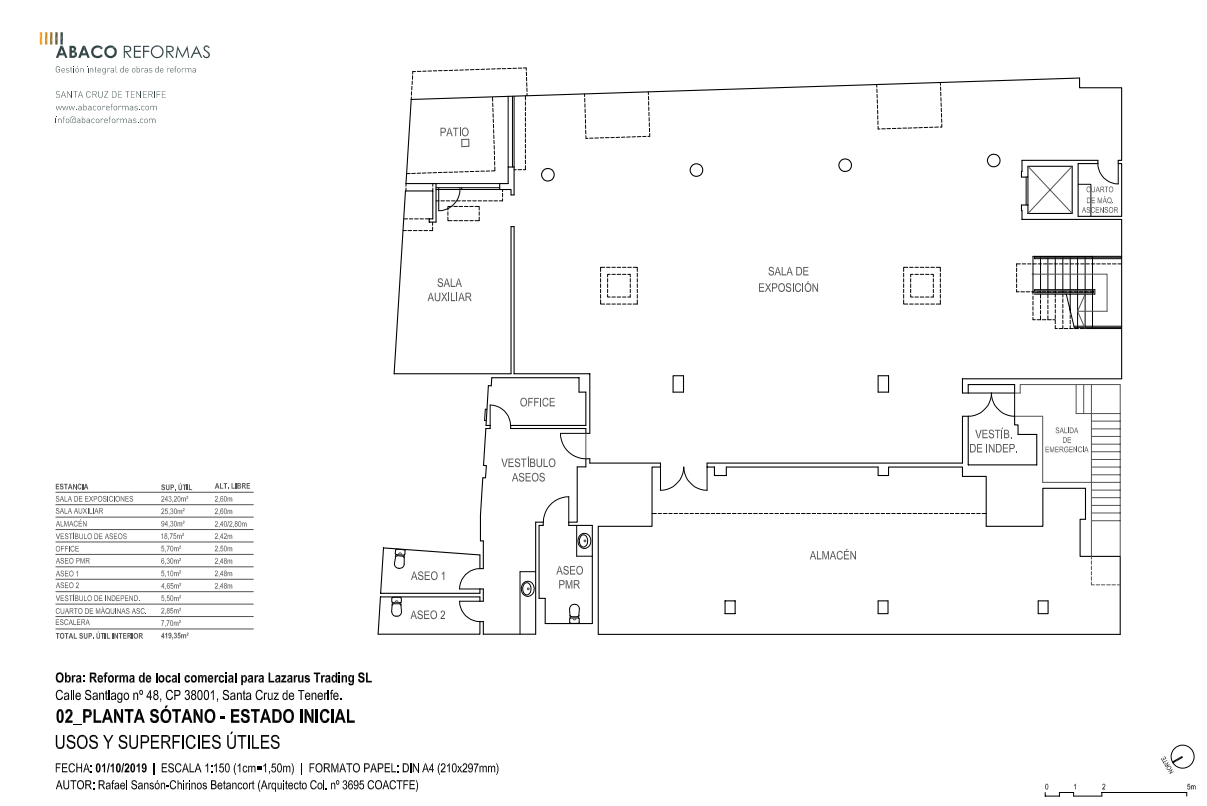 ABACO REFORMAS
Gestión integral de obras de reforma
SANTA CRUZ DE TENERIFE
www.abacoreformas.com
info@abacoreformas.com
PATIO
CUARTO
DE MÁQ.
ASCENSOR
SALA
AUXILIAR
SALA DE
EXPOSICIÓN
OFFICE
VESTÍBULO
ASEOS
VESTÍB.
DE INDEP.
SALIDA
DE
EMERGENCIA
ALMACÉN
ASEO 1
ASEO 2
ASEO
PMR
ESTANCIA SUP. ÚTIL ALT. LIBRE
SALA DE EXPOSICIONES 243,20m² 2,60m
SALA AUXILIAR 25,30m² 2,60m
ALMACÉN 94,30m² 2,40/2,80m
VESTÍBULO DE ASEOS 18,75m² 2,42m
OFFICE 5,70m² 2,50m
ASEO PMR 6,30m² 2,48m
ASEO 1 5,10m² 2,48m
ASEO 2 4,65m² 2,48m
VESTÍBULO DE INDEPEND. 5,50m²
CUARTO DE MÁQUINAS ASC. 2,85m²
ESCALERA 7,70m²
TOTAL SUP. ÚTIL INTERIOR 419,35m²
Obra: Reforma de local comercial para Lazarus Trading SL
Calle Santiago nº 48, CP 38001, Santa Cruz de Tenerife.
02_PLANTA SÓTANO - ESTADO INICIAL
USOS Y SUPERFICIES ÚTILES
FECHA: 01/10/2019 | ESCALA 1:150 (1cm=1,50m) | FORMATO PAPEL: DIN A4 (210x297mm)
AUTOR: Rafael Sansón-Chirinos Betancort (Arquitecto Col. nº 3695 COACTFE)
NORTE
0 1 2 5m